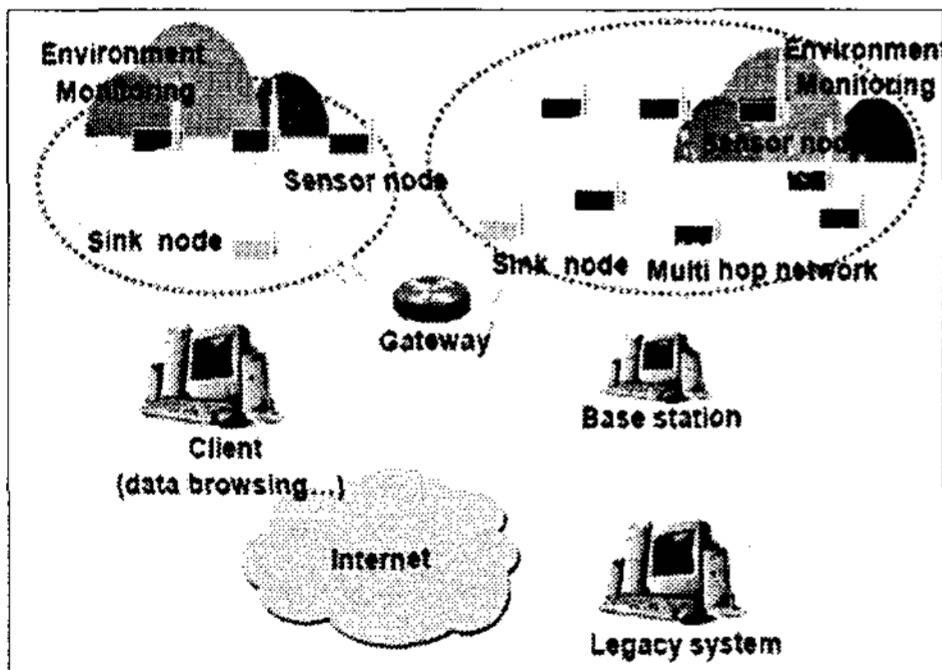 Environment
Monitoring
Sensor node
Sink node
Environment
Monitoring
Sensor node
Sink node
Multi hop network
Gateway
Client
(data browsing...)
Base station
Internet
Legacy system